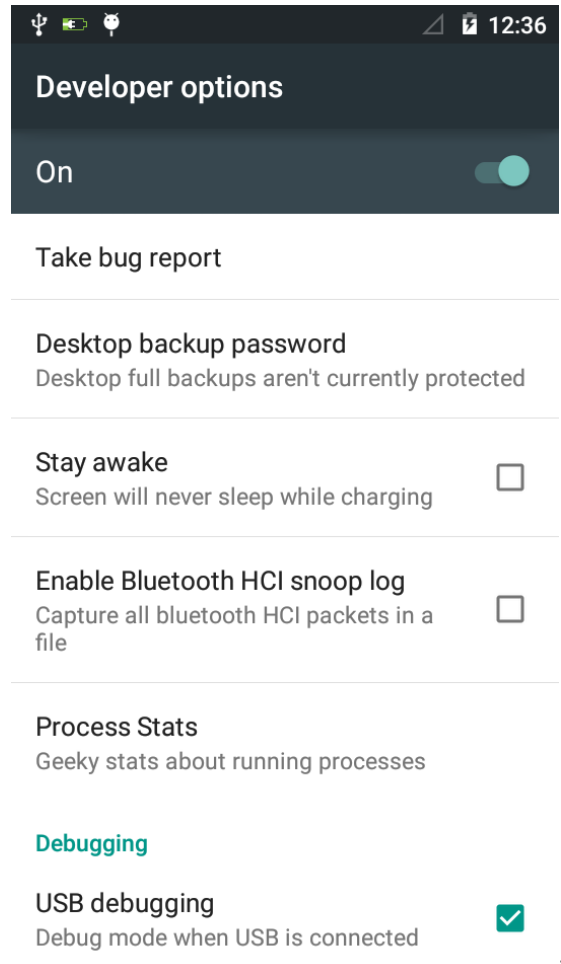 12:36
Developer options
On
Take bug report
Desktop backup password
Desktop full backups aren't currently protected
Stay awake
Screen will never sleep while charging
Enable Bluetooth HCI snoop log
Capture all bluetooth HCI packets in a
file
Process Stats
Geeky stats about running processes
Debugging
USB debugging
Debug mode when USB is connected